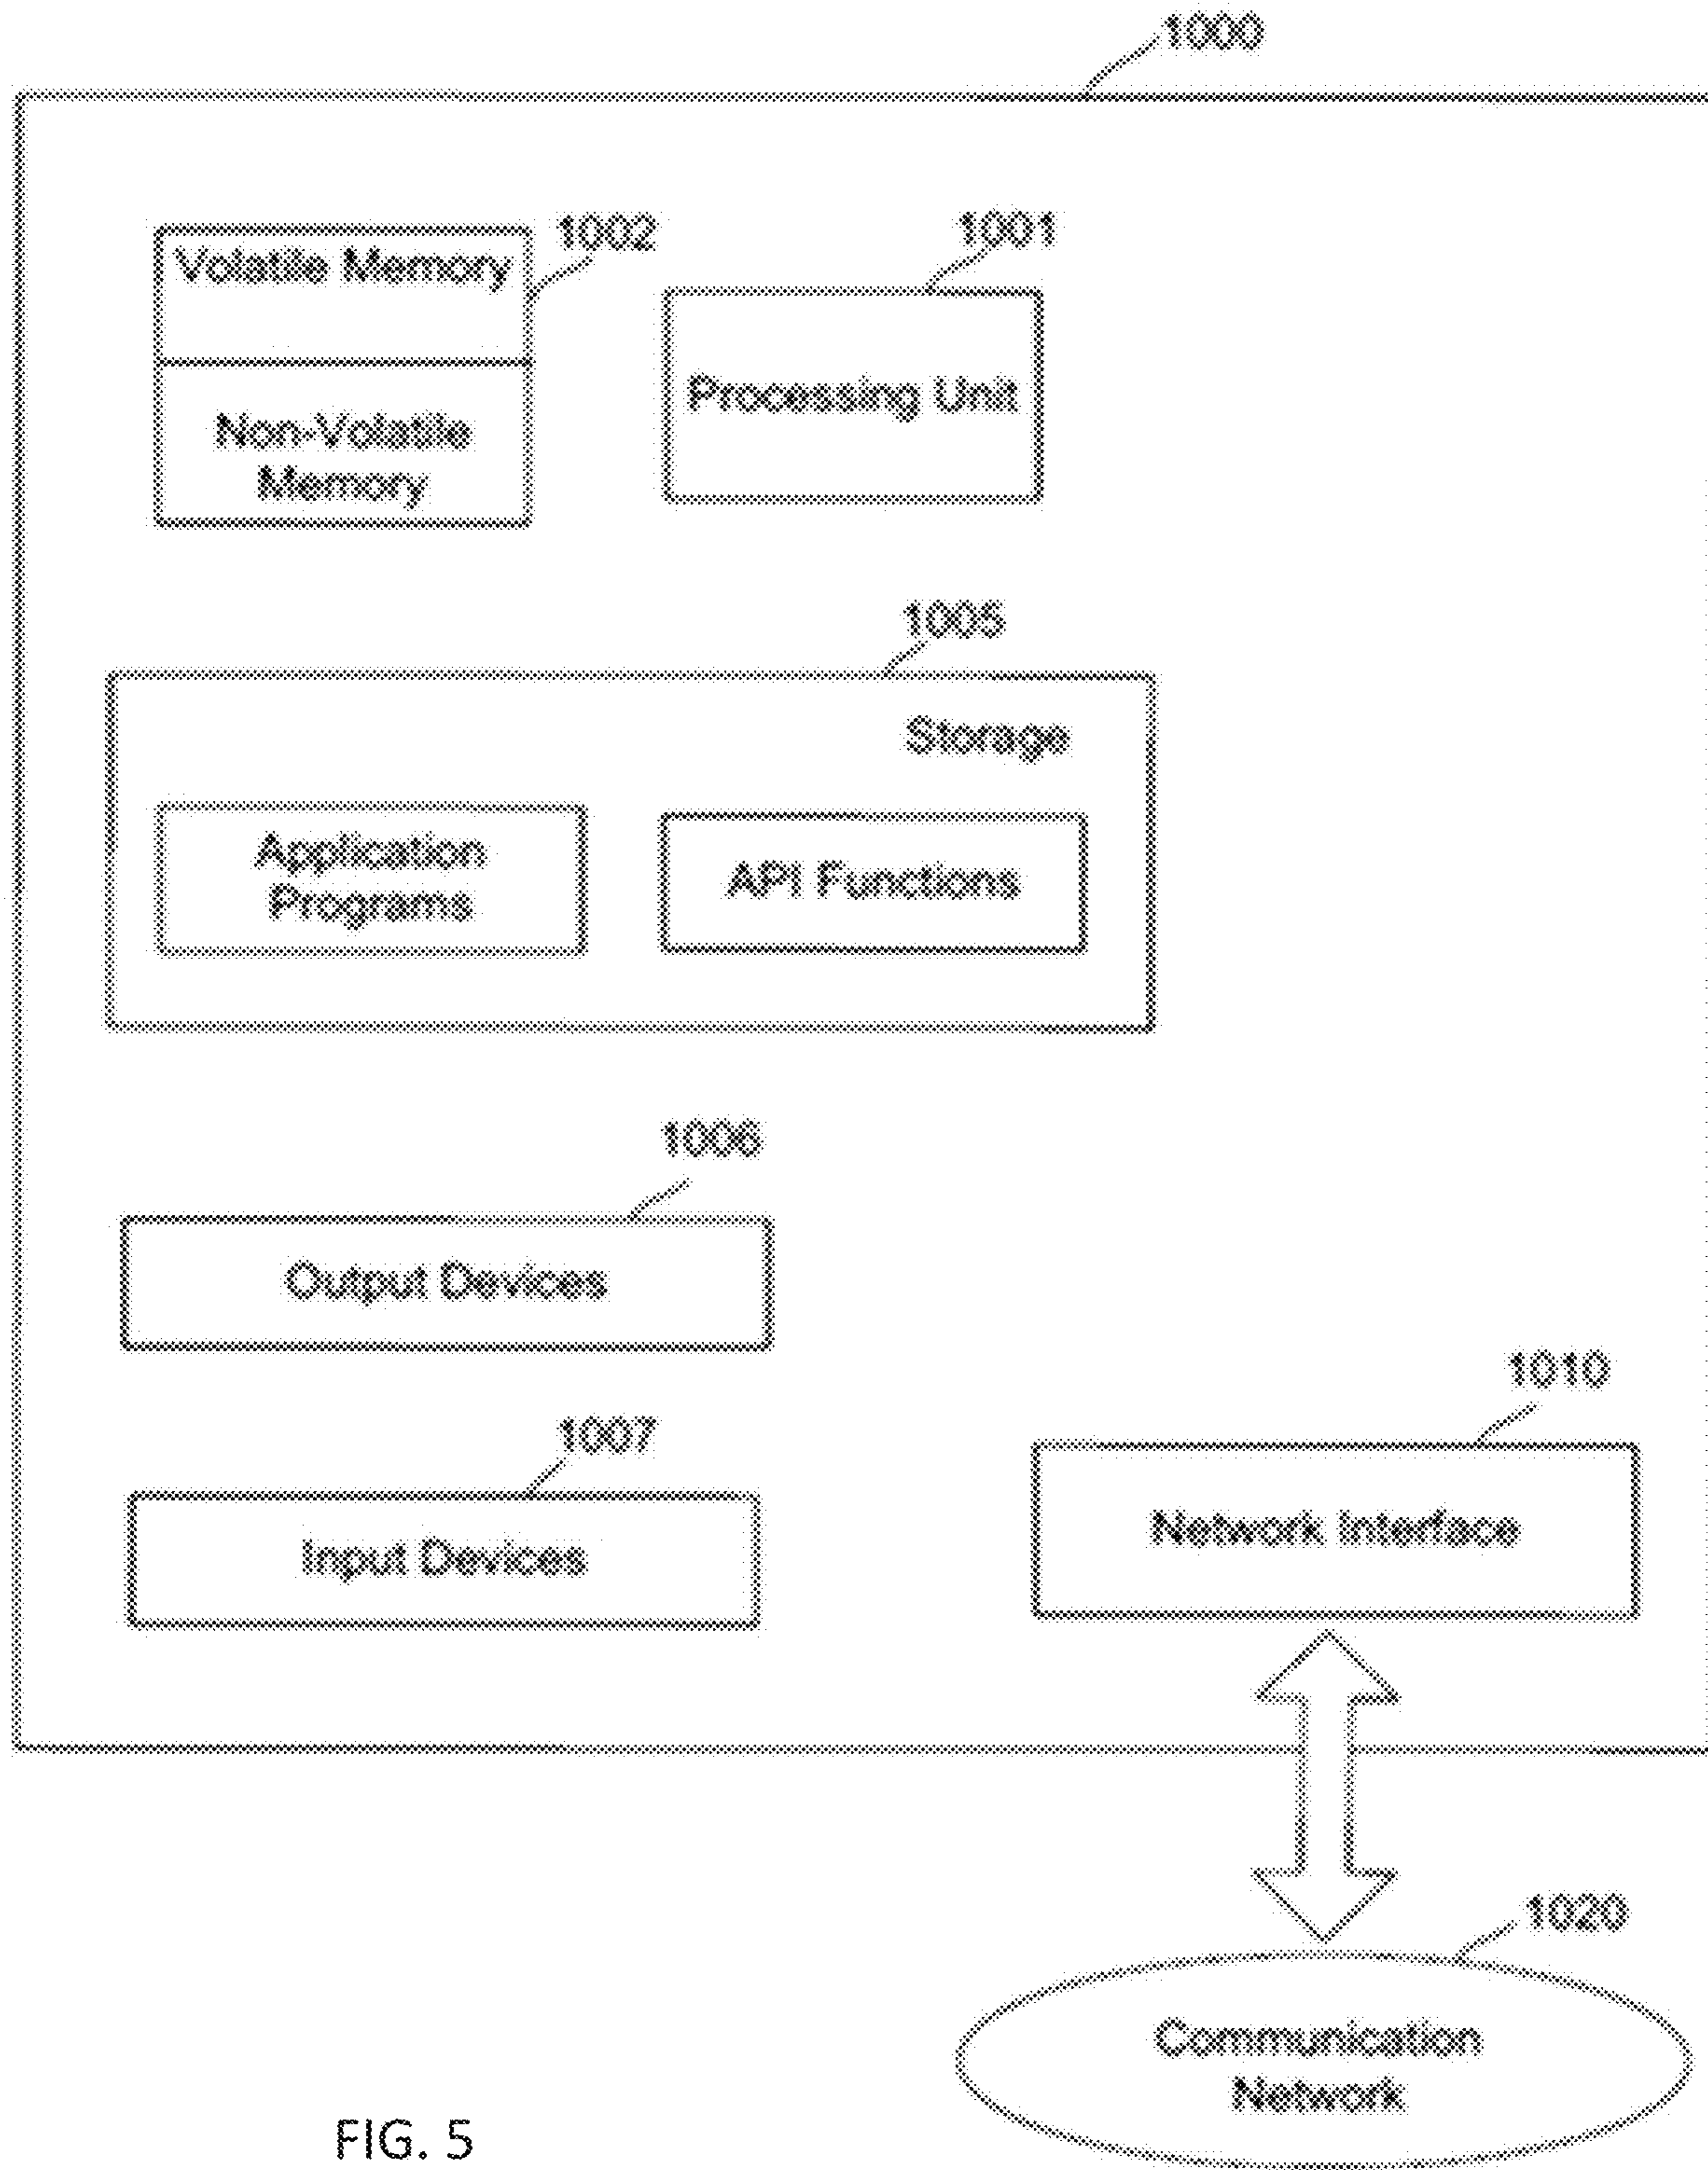 1000
1002
1001
Volatile Memory
Processing Unit
Non-Volatile
Memory
1005
Storage
Application
Programs
API Functions
1006
Output Devices
1010
1007
Network Interface
Input Devices
1020
Communication
Network
FIG. 5